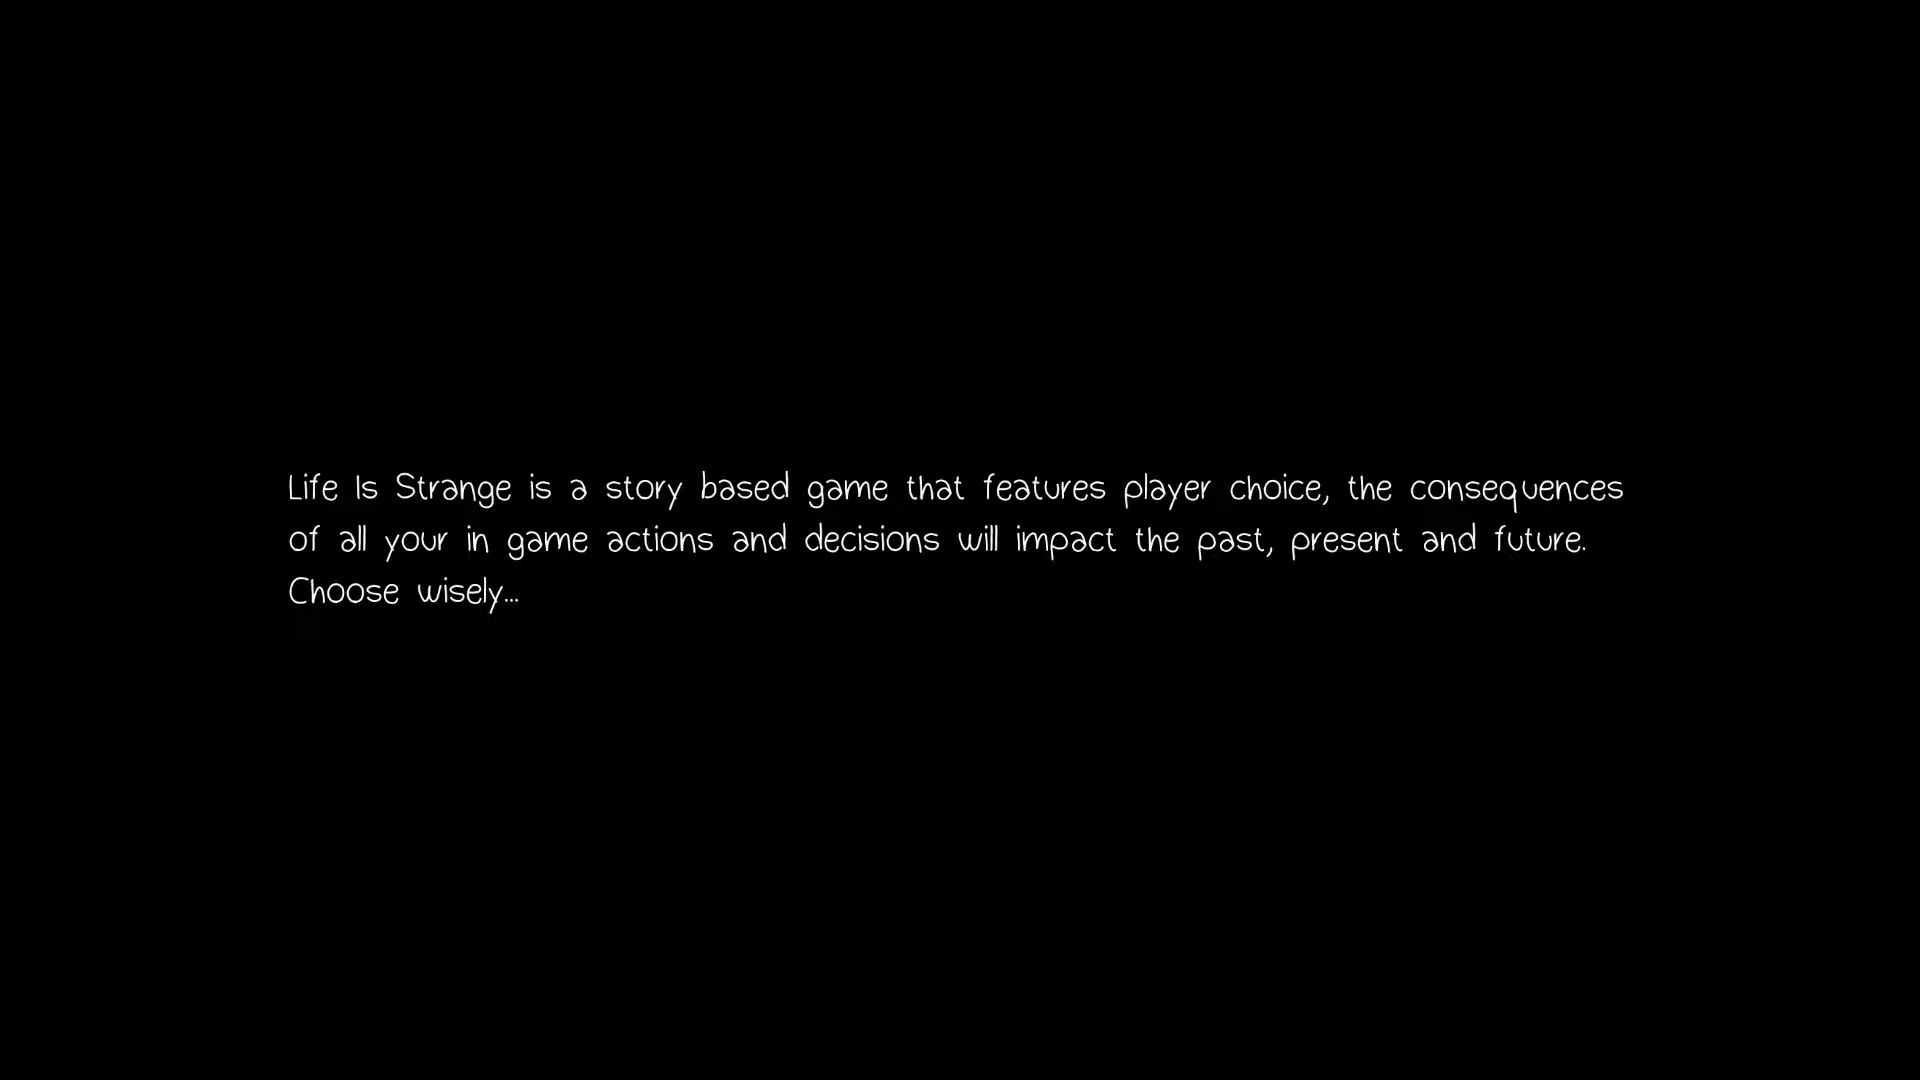 Life Is Strange is a story based game that features player choice, the consequences
of all your in game actions and decisions will impact the past, present and future.
Choose wisely...